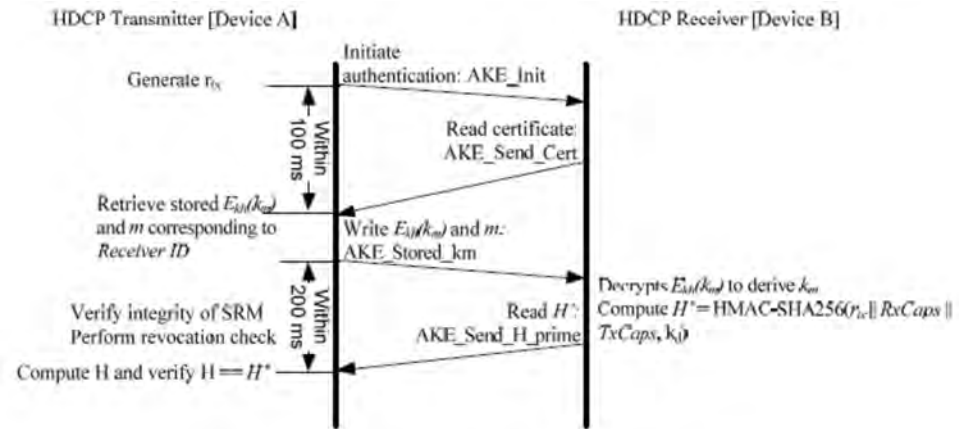 HDCP Transmitter [Device A]
HDCP Receiver [Device B]
Initiate
authentication: AKE_Init
Generate rtx
Within
100 ms
Read certificate:
AKE_Send_Cert
Retrieve stored Ekh(km)
and m corresponding to
Receiver ID
Write Ekh(km) and m:
AKE_Stored_km
Within
200 ms
Decrypts Ekh(km) to derive km
Compute H'=HMAC-SHA256(rtx || RxCaps ||
TxCaps, kd)
Verify integrity of SRM
Perform revocation check
Read H':
AKE_Send_H_prime
Compute H and verify H == H'